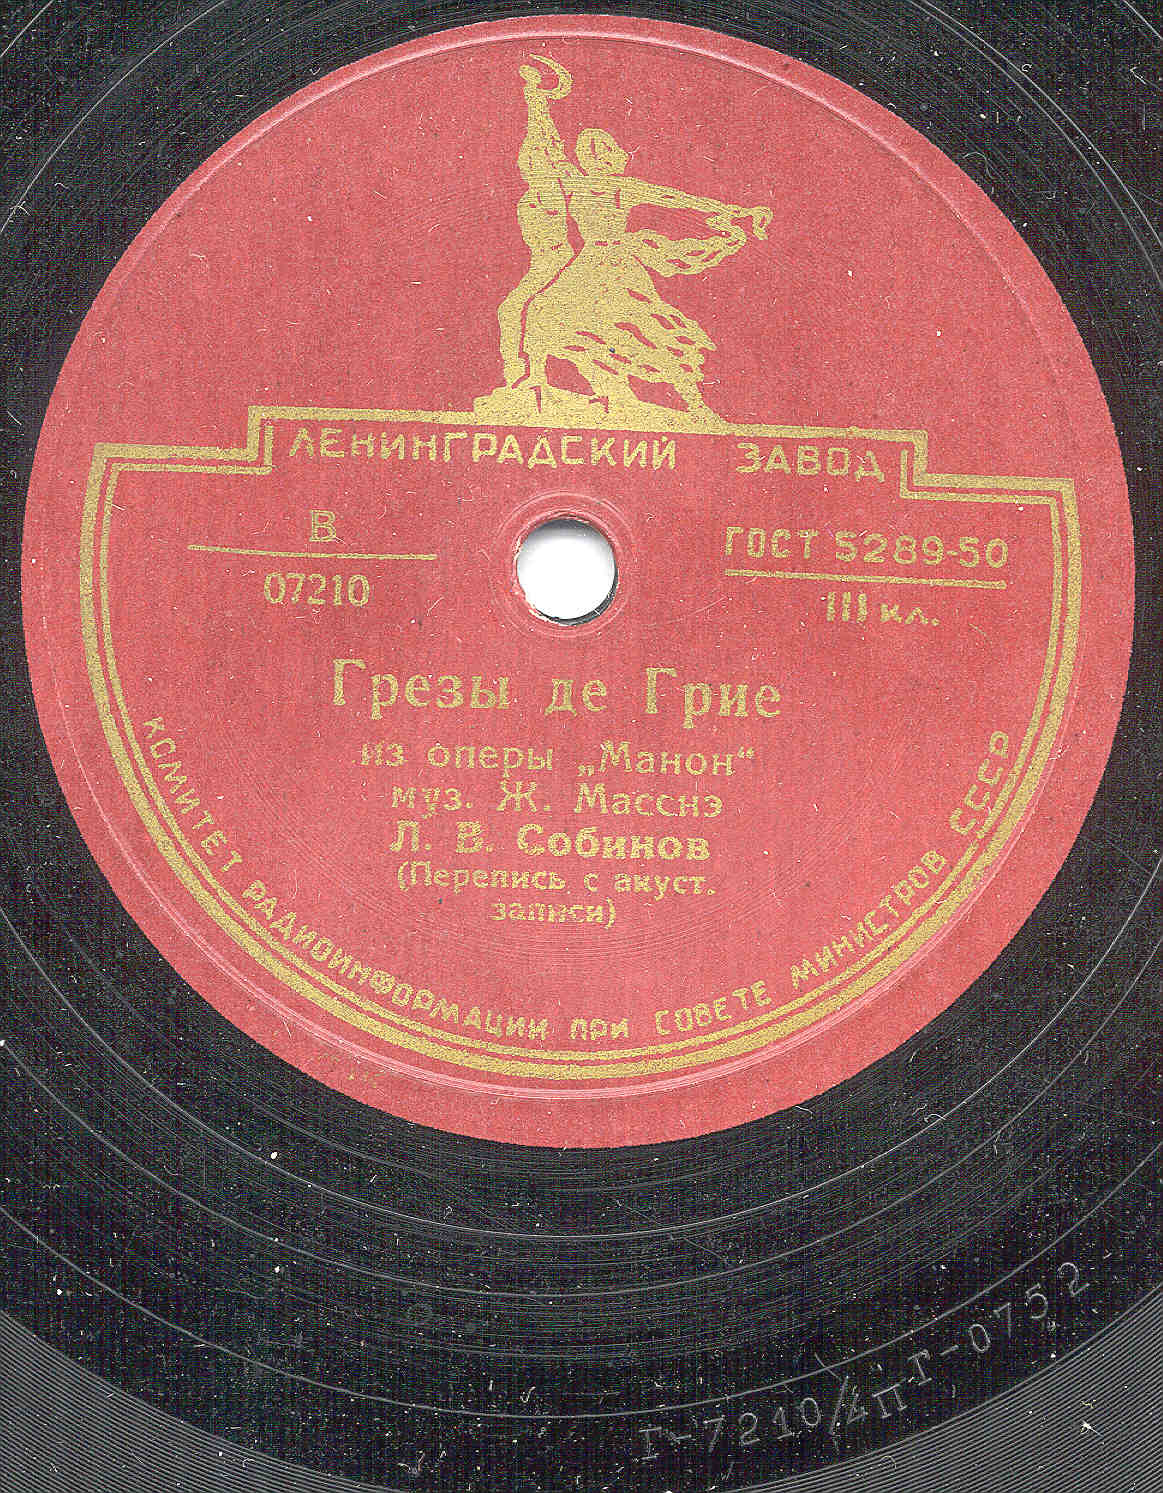 ЛЕНИНГРАДСКИЙ ЗАВОД
В
07210
ГОСТ 5289-50
III кл.
Грезы де Грие
из оперы „Манон“
муз. Ж. Масснэ
Л. В. Собинов
(Перепись с акуст.
записи)
КОМИТЕТ РАДИОИНФОРМАЦИИ ПРИ СОВЕТЕ МИНИСТРОВ СССР
Г-7210/4пГ-0752